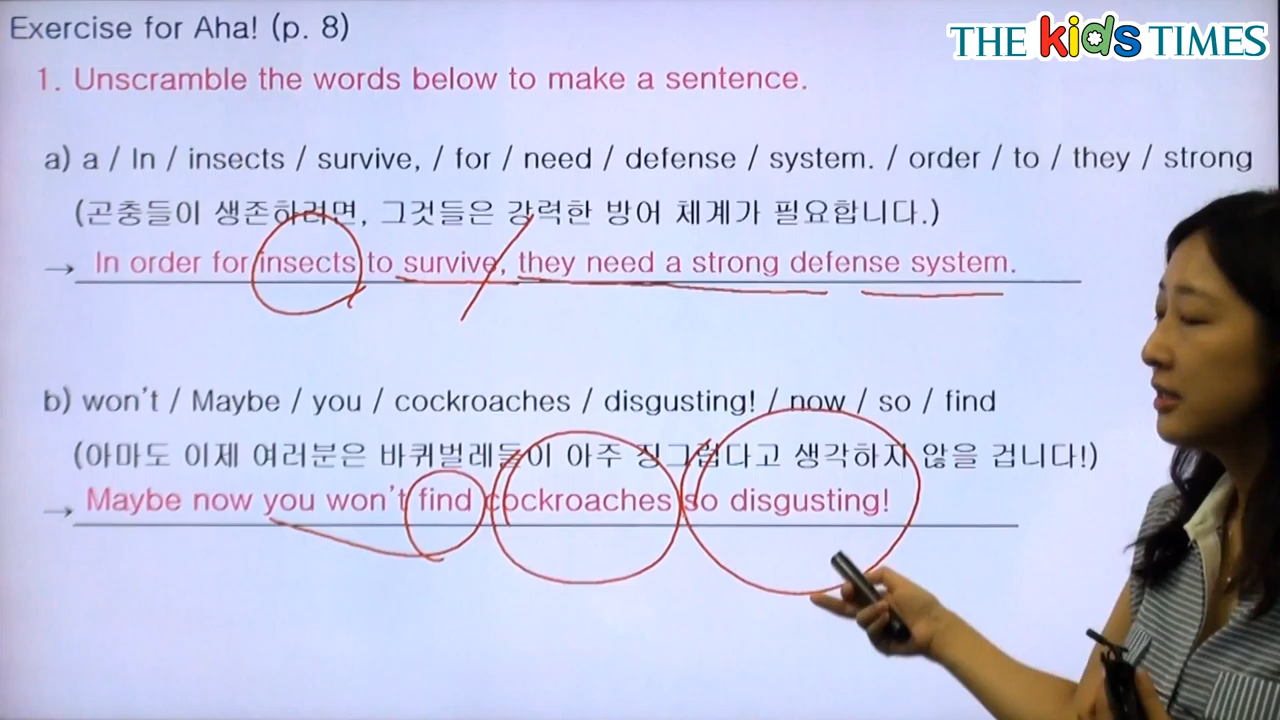 Exercise for Aha! (p. 8)
THE kids TIMES
1. Unscramble the words below to make a sentence.
a) a / In / insects / survive, / for / need / defense / system. / order / to / they / strong
(곤충들이 생존하려면, 그것들은 강력한 방어 체계가 필요합니다.)
→ In order for insects to survive, they need a strong defense system.
b) won't / Maybe / you / cockroaches / disgusting! / now / so / find
(아마도 이제 여러분은 바퀴벌레들이 아주 징그럽다고 생각하지 않을 겁니다!)
→ Maybe now you won't find cockroaches so disgusting!